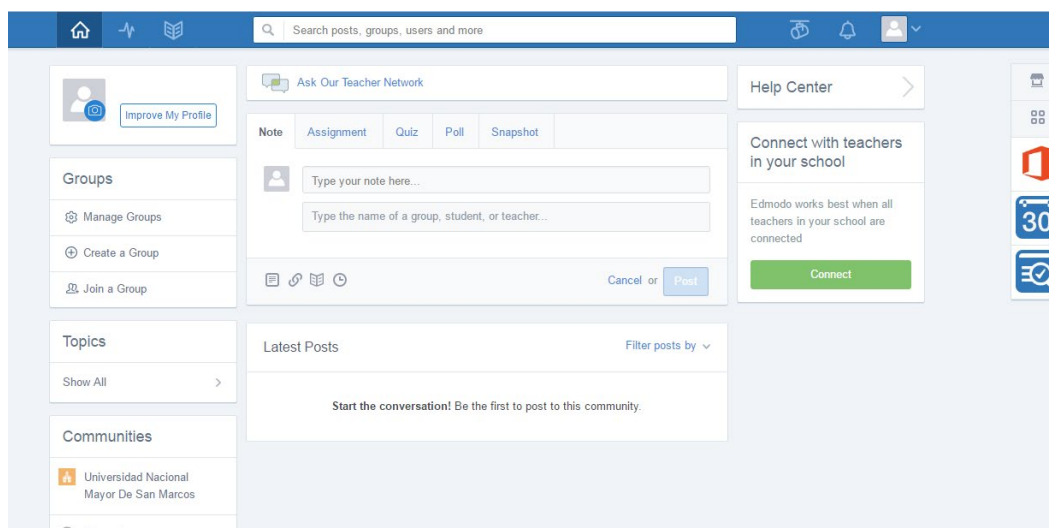 Search posts, groups, users and more
Improve My Profile
Groups
Manage Groups
Create a Group
Join a Group
Topics
Show All
Communities
Universidad Nacional
Mayor De San Marcos
Ask Our Teacher Network
Note Assignment Quiz Poll Snapshot
Type your note here...
Type the name of a group, student, or teacher...
Cancel or Post
Latest Posts Filter posts by
Start the conversation! Be the first to post to this community.
Help Center
Connect with teachers
in your school
Edmodo works best when all
teachers in your school are
connected
Connect
30